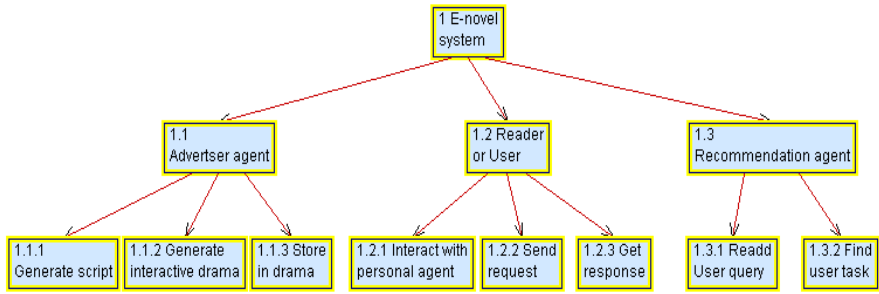 1 E-novel
system
1.1
Advertser agent
1.2 Reader
or User
1.3
Recommendation agent
1.1.1
Generate script
1.1.2 Generate
interactive drama
1.1.3 Store
in drama
1.2.1 Interact with
personal agent
1.2.2 Send
request
1.2.3 Get
response
1.3.1 Readd
User query
1.3.2 Find
user task